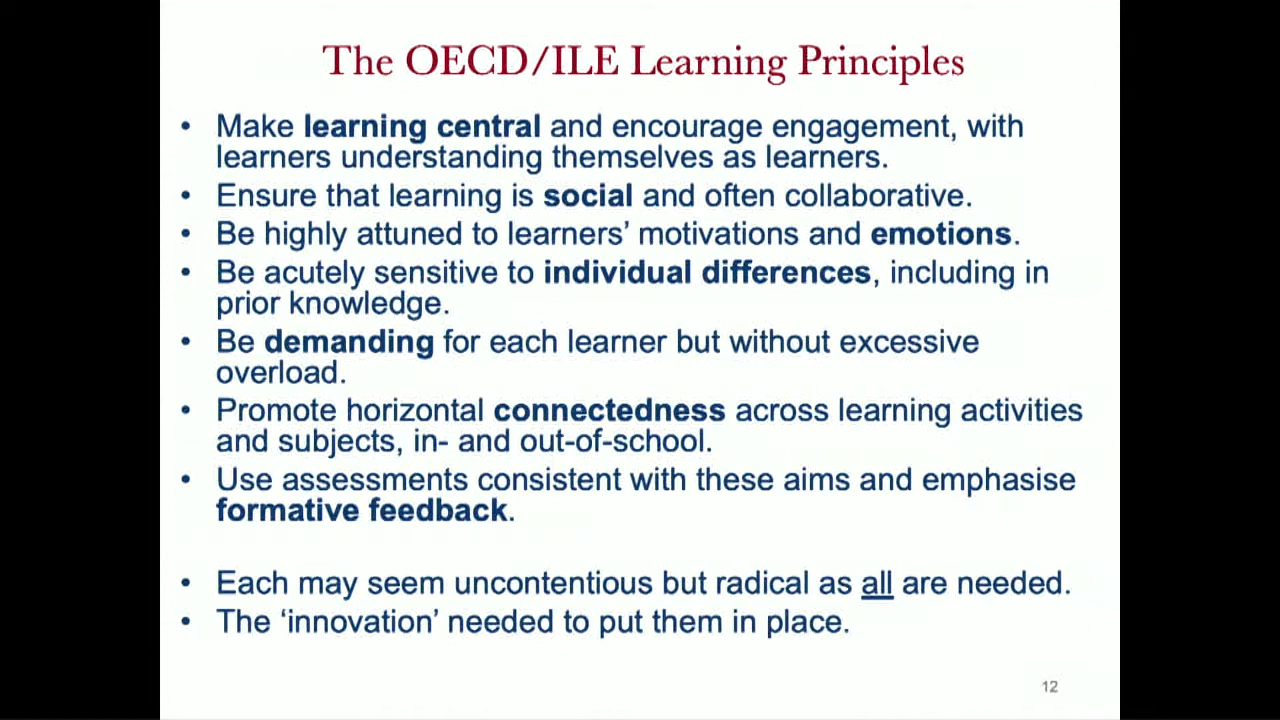 The OECD/ILE Learning Principles
• Make learning central and encourage engagement, with
learners understanding themselves as learners.
• Ensure that learning is social and often collaborative.
• Be highly attuned to learners’ motivations and emotions.
• Be acutely sensitive to individual differences, including in
prior knowledge.
• Be demanding for each learner but without excessive
overload.
• Promote horizontal connectedness across learning activities
and subjects, in- and out-of-school.
• Use assessments consistent with these aims and emphasise
formative feedback.
• Each may seem uncontentious but radical as all are needed.
• The ‘innovation’ needed to put them in place.
12